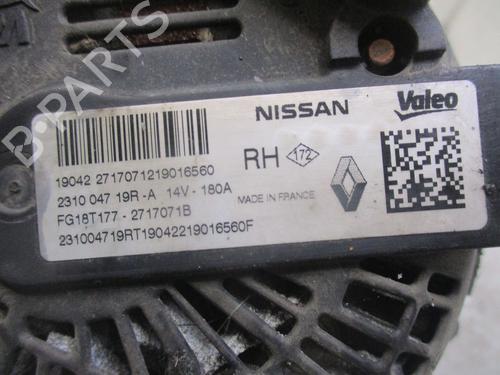 B-PARTS
NISSAN
Valeo
RH 172
MADE IN FRANCE
19042 2717071219016560
2310 047 19R -A 14V - 180A
FG18T177 - 2717071B
231004719RT19042219016560F